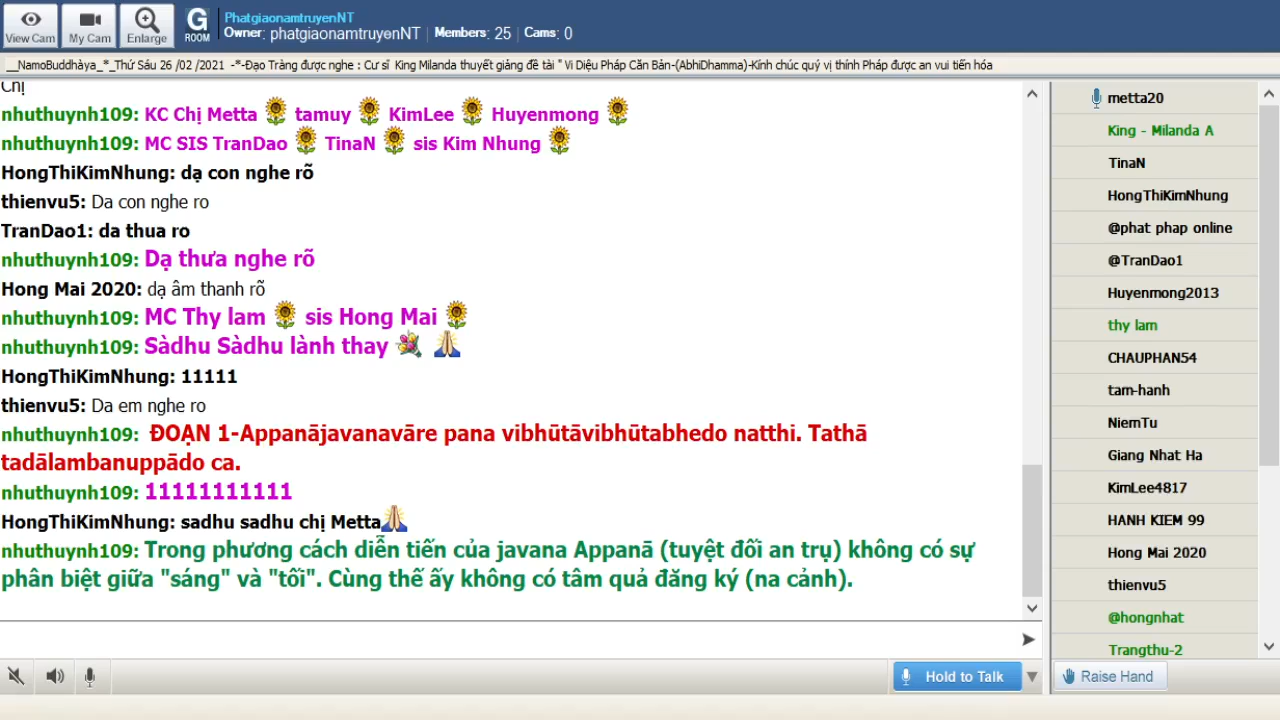 View Cam
My Cam
Enlarge
G
ROOM
PhatgiaonamtruyenNT
Owner: phatgiaonamtruyenNT | Members: 25 | Cams: 0
__NamoBuddhàya_*_Thứ Sáu 26 /02 /2021 -*-Đạo Tràng được nghe : Cư sĩ King Milanda thuyết giảng đề tài " Vi Diệu Pháp Căn Bản-(AbhiDhamma)-Kính chúc quý vị thính Pháp được an vui tiến hóa
Chị
nhuthuynh109: KC Chị Metta tamuy KimLee Huyenmong
nhuthuynh109: MC SIS TranDao TinaN sis Kim Nhung
HongThiKimNhung: dạ con nghe rõ
thienvu5: Da con nghe ro
TranDao1: da thua ro
nhuthuynh109: Dạ thưa nghe rõ
Hong Mai 2020: dạ âm thanh rõ
nhuthuynh109: MC Thy lam sis Hong Mai
nhuthuynh109: Sàdhu Sàdhu lành thay
HongThiKimNhung: 11111
thienvu5: Da em nghe ro
nhuthuynh109: ĐOẠN 1-Appanājavanavāre pana vibhūtāvibhūtabhedo natthi. Tathā
tadālambanuppādo ca.
nhuthuynh109: 11111111111
HongThiKimNhung: sadhu sadhu chị Metta
nhuthuynh109: Trong phương cách diễn tiến của javana Appanā (tuyệt đối an trụ) không có sự
phân biệt giữa "sáng" và "tối". Cùng thế ấy không có tâm quả đăng ký (na cảnh).
metta20
King - Milanda A
TinaN
HongThiKimNhung
@phat phap online
@TranDao1
Huyenmong2013
thy lam
CHAUPHAN54
tam-hanh
NiemTu
Giang Nhat Ha
KimLee4817
HANH KIEM 99
Hong Mai 2020
thienvu5
@hongnhat
Trangthu-2
Hold to Talk
Raise Hand